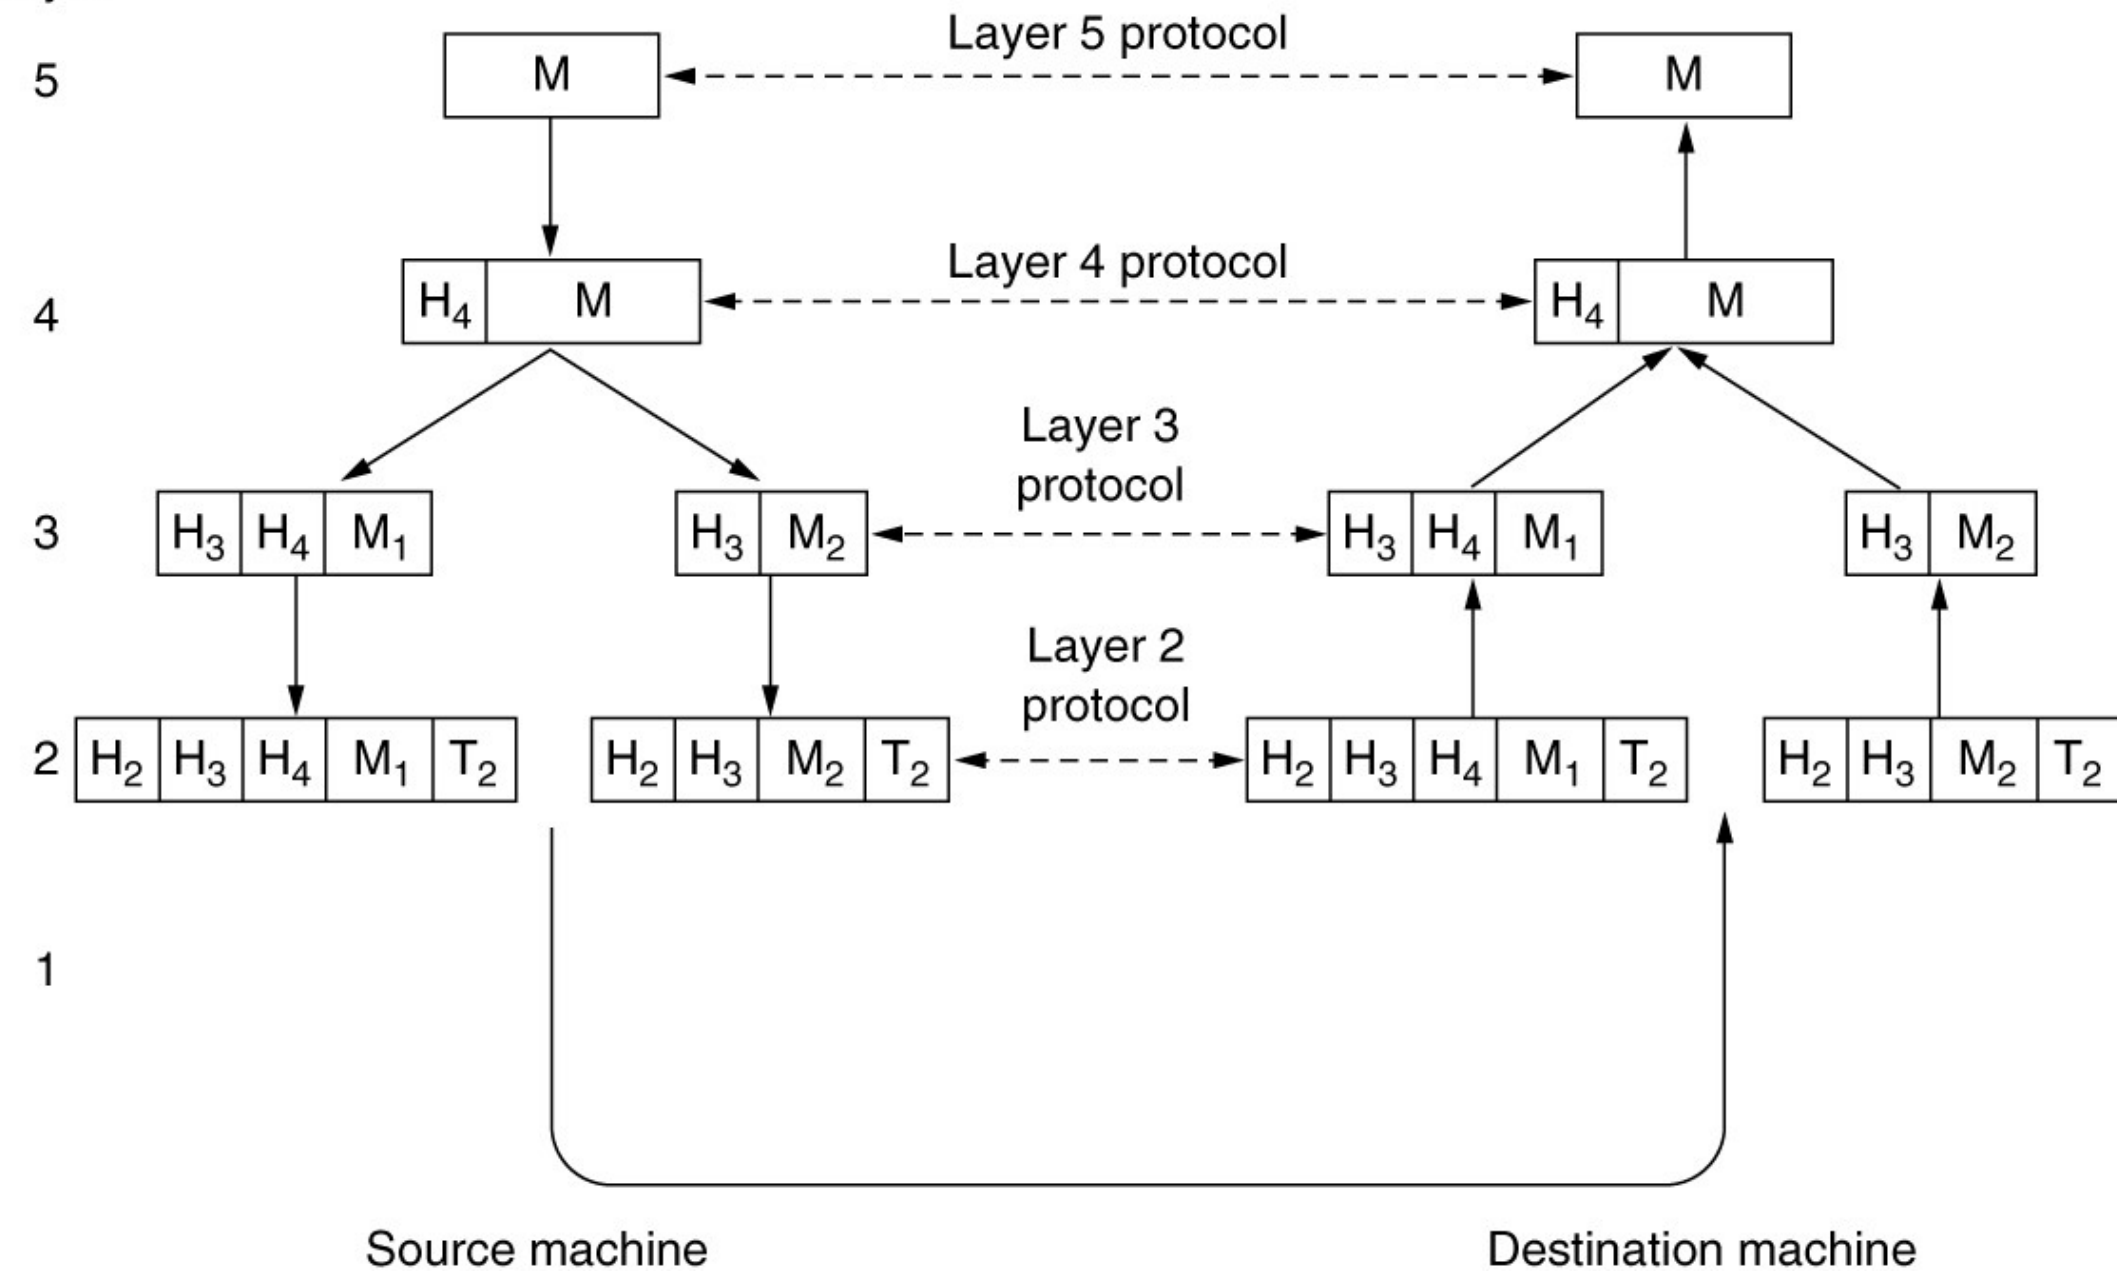 Layer 5 protocol
5 M M
Layer 4 protocol
4 H₄ M H₄ M
Layer 3
protocol
3 H₃ H₄ M₁ H₃ M₂ H₃ H₄ M₁ H₃ M₂
Layer 2
protocol
2 H₂ H₃ H₄ M₁ T₂ H₂ H₃ M₂ T₂ H₂ H₃ H₄ M₁ T₂ H₂ H₃ M₂ T₂
1
Source machine Destination machine